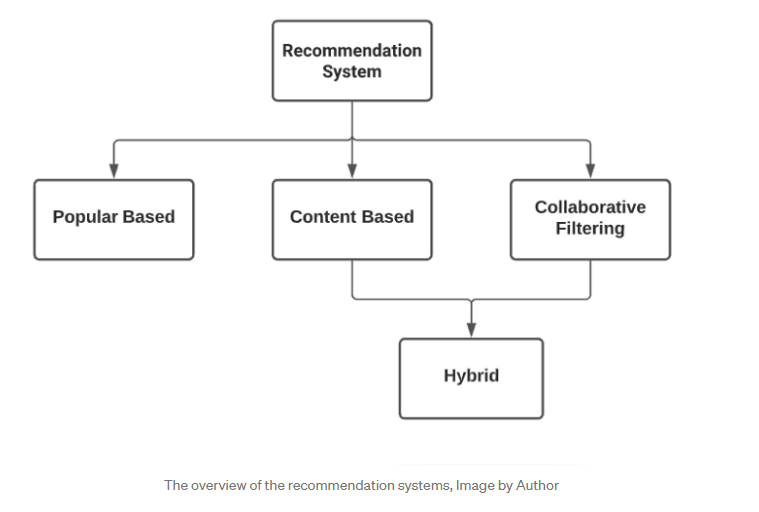 Recommendation
System
Popular Based
Content Based
Collaborative
Filtering
Hybrid
The overview of the recommendation systems, Image by Author